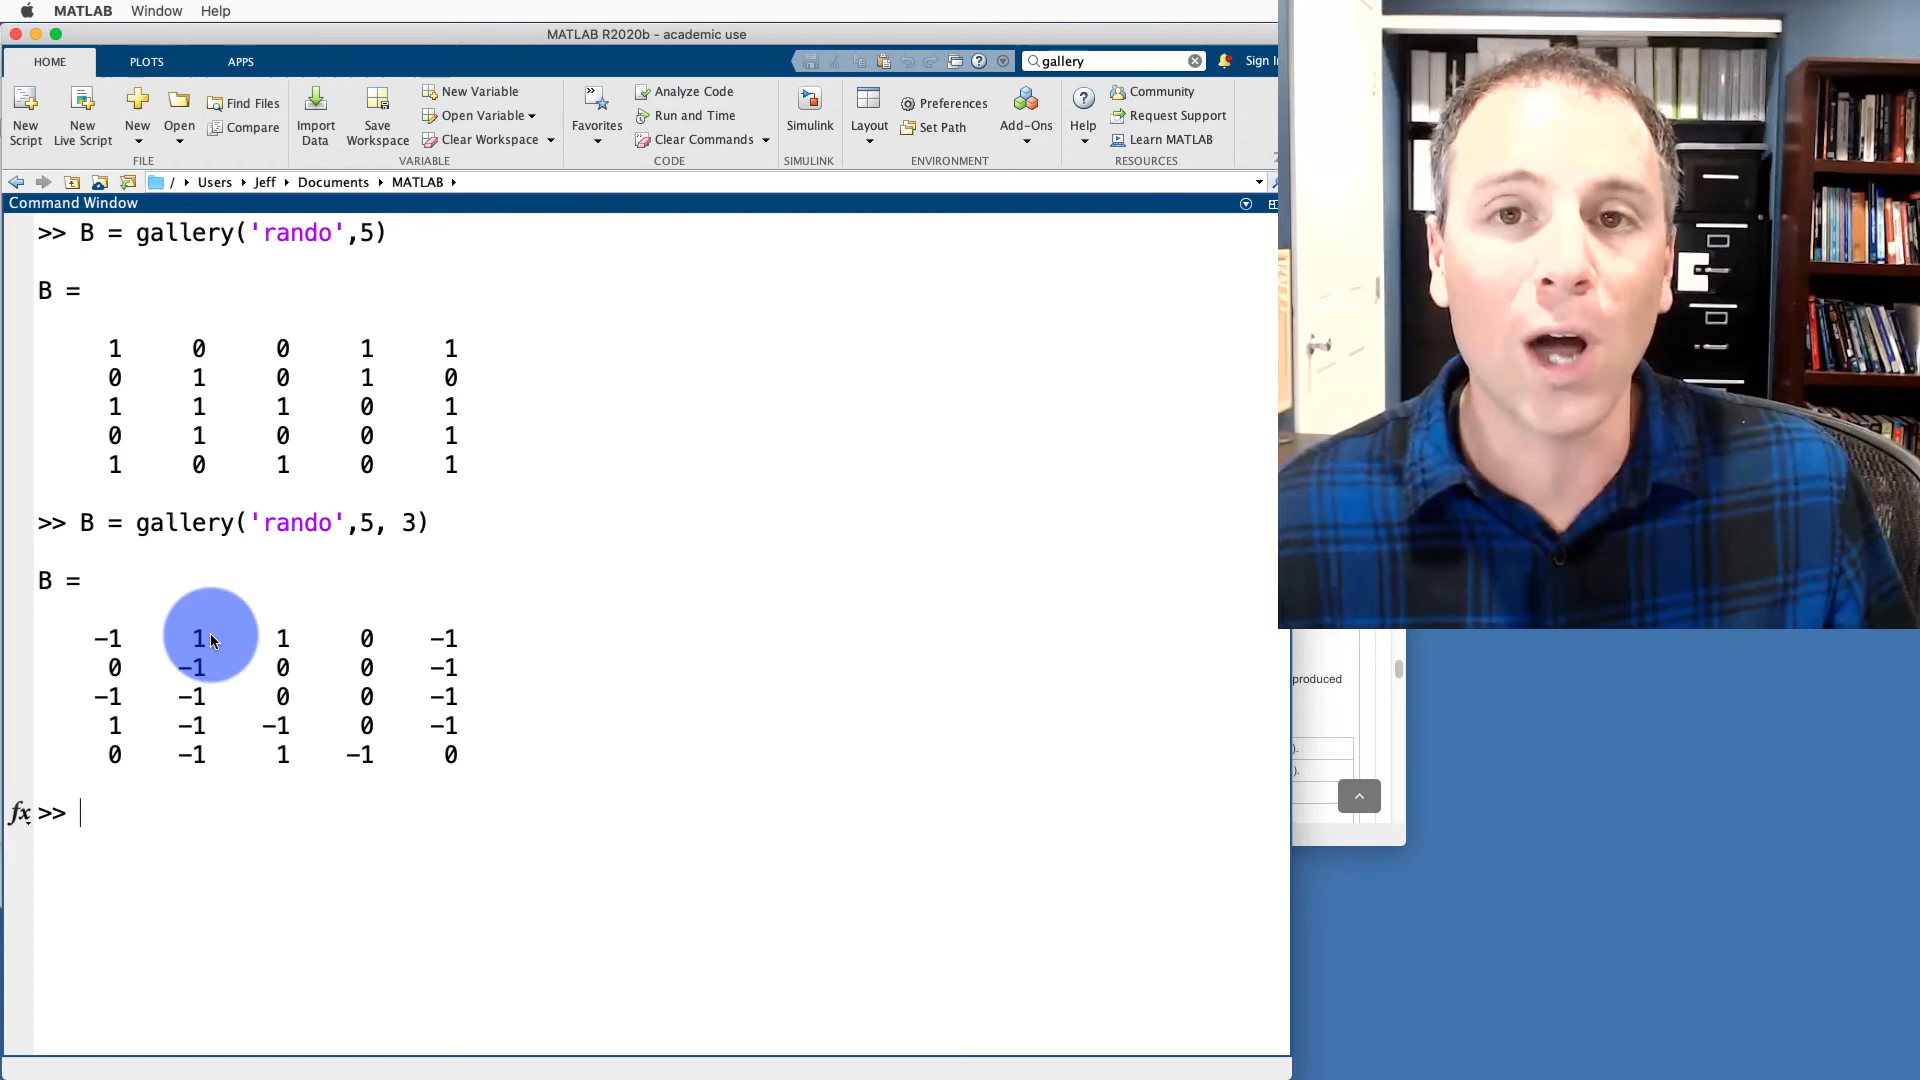 MATLAB Window Help
MATLAB R2020b - academic use
HOME PLOTS APPS
gallery
Sign I
New Script
New Live Script
New
Open
Find Files
Compare
FILE
Import Data
Save Workspace
New Variable
Open Variable
Clear Workspace
VARIABLE
Favorites
Analyze Code
Run and Time
Clear Commands
CODE
Simulink
SIMULINK
Layout
Preferences
Set Path
Add-Ons
ENVIRONMENT
Help
Community
Request Support
Learn MATLAB
RESOURCES
/ Users Jeff Documents MATLAB
Command Window
>> B = gallery('rando',5)
B =
1 0 0 1 1
0 1 0 1 0
1 1 1 0 1
0 1 0 0 1
1 0 1 0 1
>> B = gallery('rando',5, 3)
B =
-1 1 1 0 -1
0 -1 0 0 -1
-1 -1 0 0 -1
1 -1 -1 0 -1
0 -1 1 -1 0
fx >>
produced
).
).